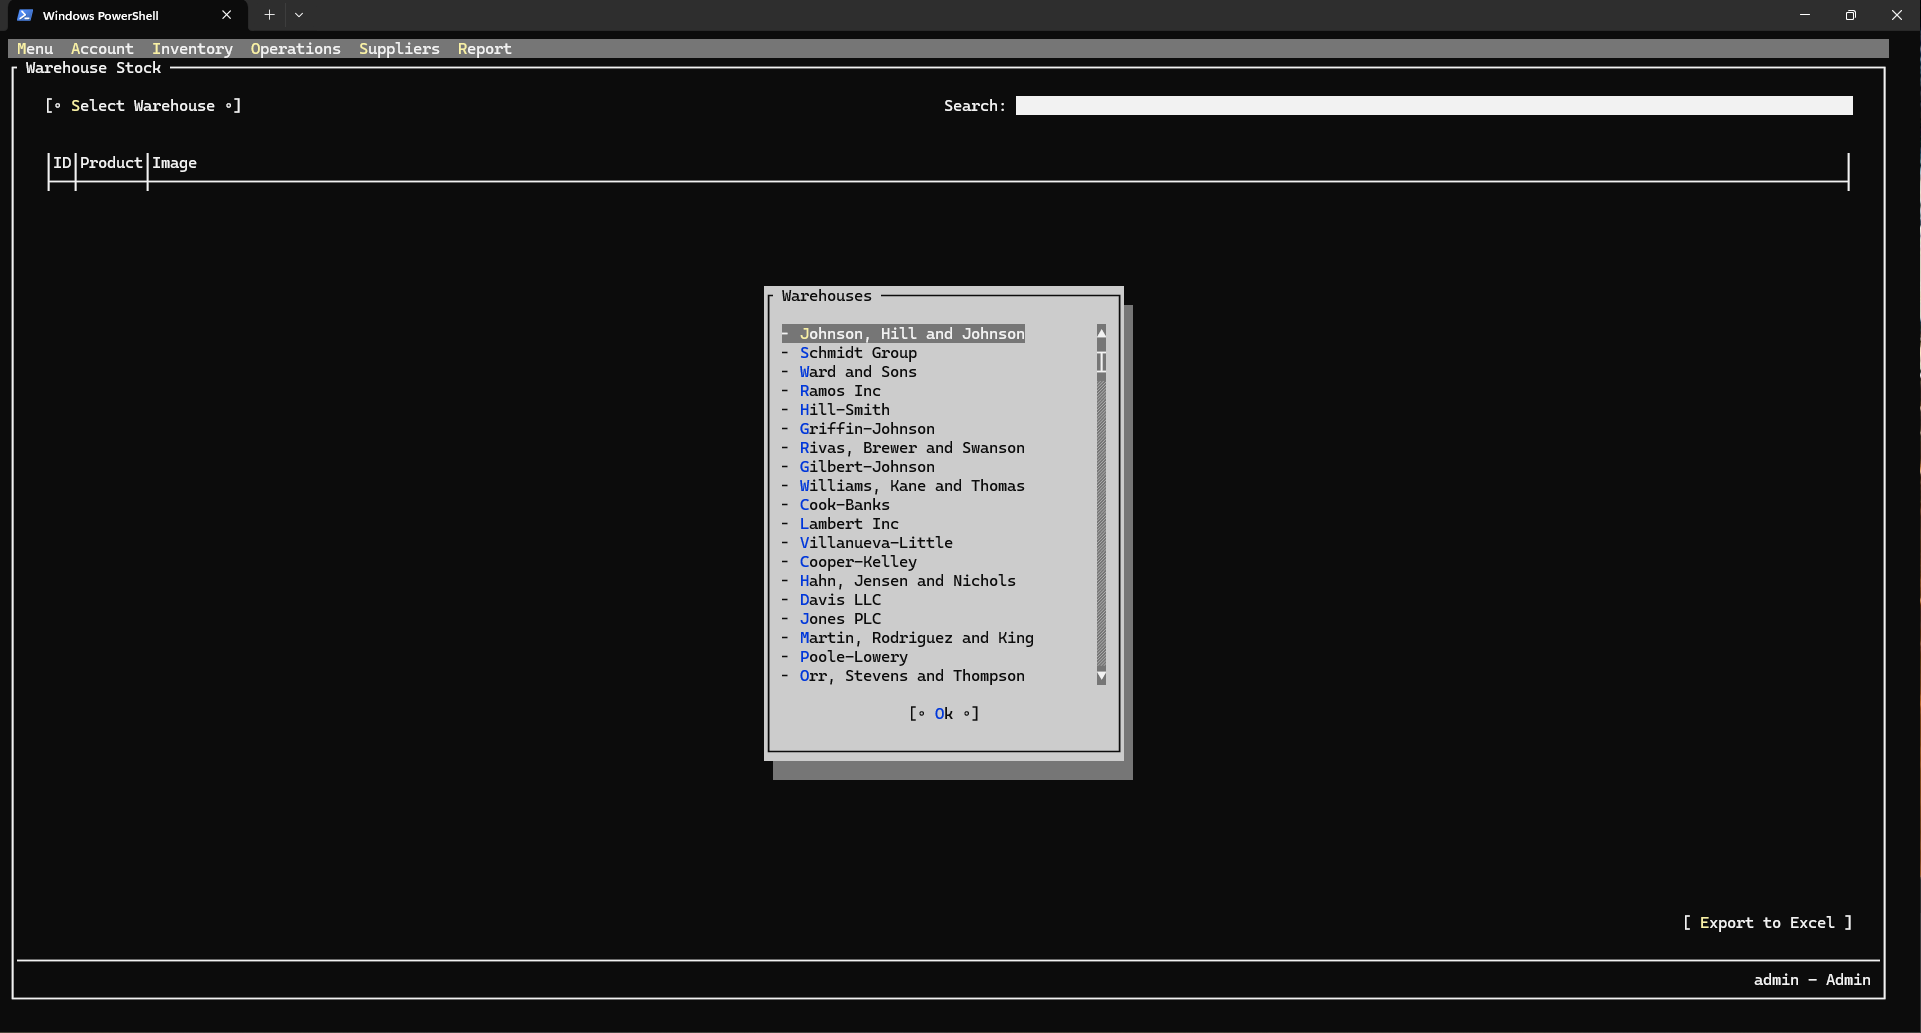 Windows PowerShell
Menu Account Inventory Operations Suppliers Report
Warehouse Stock
[◦ Select Warehouse ◦] Search:
ID Product Image
Warehouses
- Johnson, Hill and Johnson
- Schmidt Group
- Ward and Sons
- Ramos Inc
- Hill-Smith
- Griffin-Johnson
- Rivas, Brewer and Swanson
- Gilbert-Johnson
- Williams, Kane and Thomas
- Cook-Banks
- Lambert Inc
- Villanueva-Little
- Cooper-Kelley
- Hahn, Jensen and Nichols
- Davis LLC
- Jones PLC
- Martin, Rodriguez and King
- Poole-Lowery
- Orr, Stevens and Thompson
[◦ Ok ◦]
[ Export to Excel ]
admin - Admin